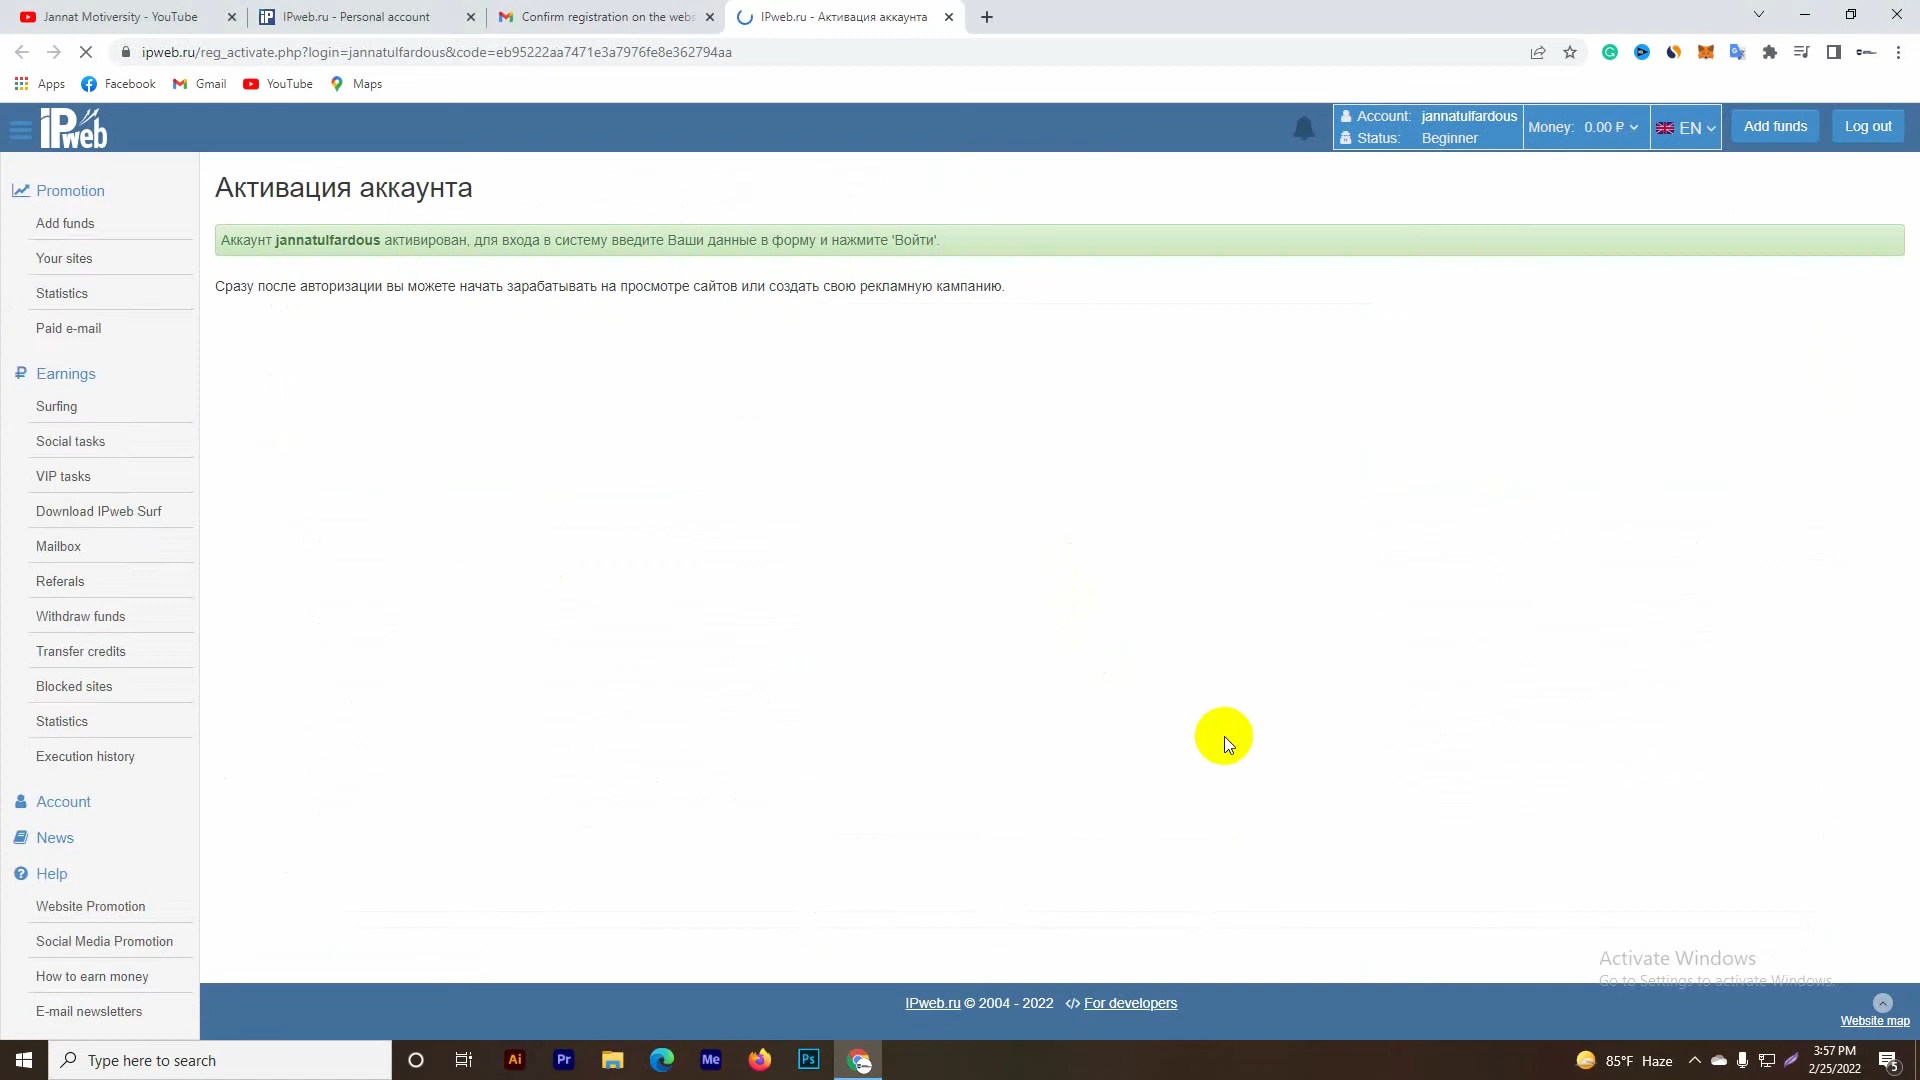 Jannat Motiversity - YouTube
IPweb.ru - Personal account
Confirm registration on the webs
IPweb.ru - Активация аккаунта
ipweb.ru/reg_activate.php?login=jannatulfardous&code=eb95222aa7471e3a7976fe8e362794aa
Apps Facebook Gmail YouTube Maps
IPweb
Account: jannatulfardous
Status: Beginner
Money: 0.00 ₽
EN
Add funds
Log out
Promotion
Add funds
Your sites
Statistics
Paid e-mail
Earnings
Surfing
Social tasks
VIP tasks
Download IPweb Surf
Mailbox
Referals
Withdraw funds
Transfer credits
Blocked sites
Statistics
Execution history
Account
News
Help
Website Promotion
Social Media Promotion
How to earn money
E-mail newsletters
Активация аккаунта
Аккаунт jannatulfardous активирован, для входа в систему введите Ваши данные в форму и нажмите 'Войти'.
Сразу после авторизации вы можете начать зарабатывать на просмотре сайтов или создать свою рекламную кампанию.
Activate Windows
Go to Settings to activate Windows.
IPweb.ru © 2004 - 2022 </> For developers
Website map
Type here to search
Ai
Pr
Me
Ps
85°F Haze
3:57 PM
2/25/2022
5